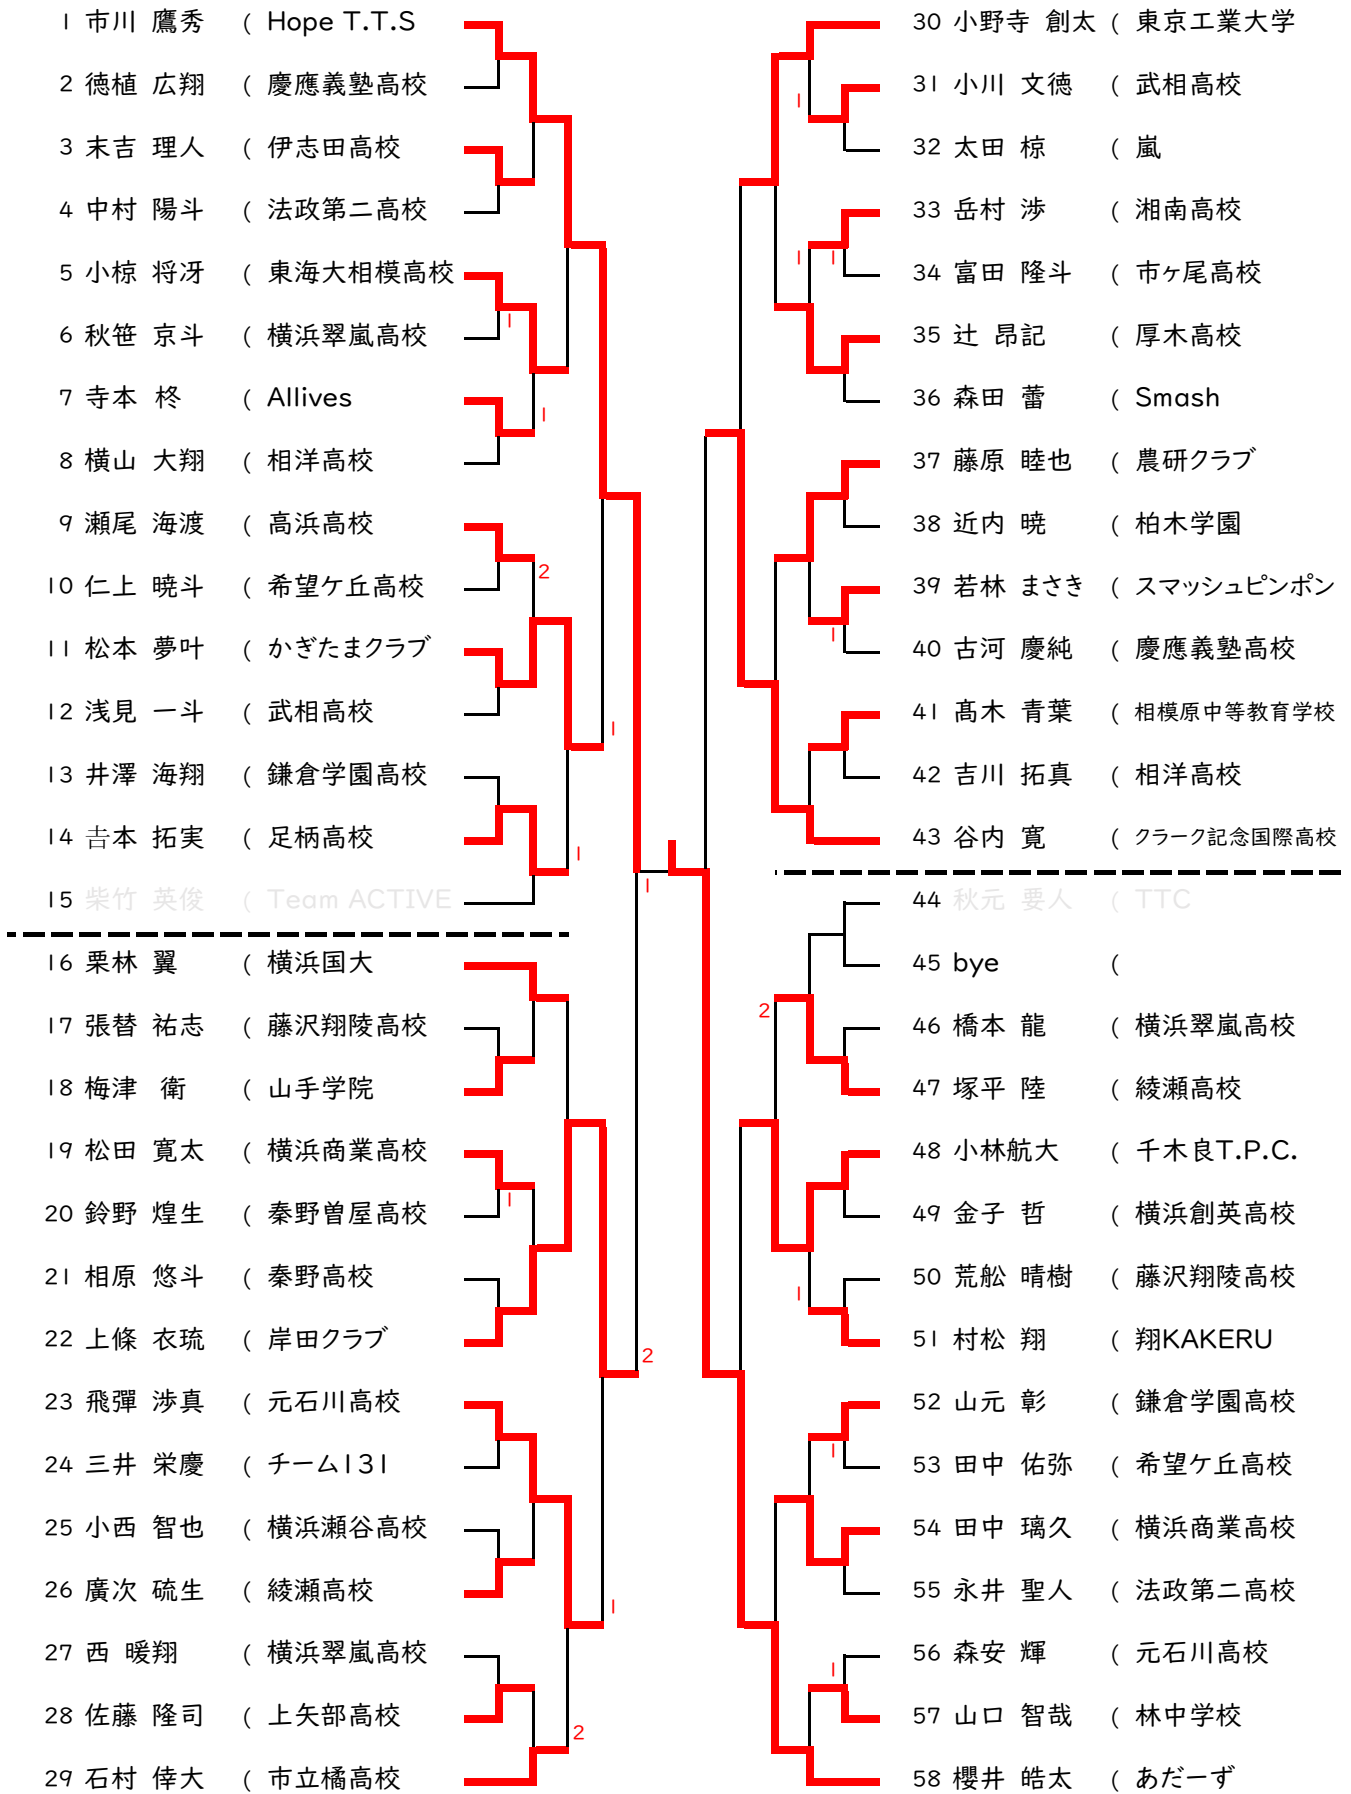 1 市川 鷹秀 ( Hope T.T.S
2 徳植 広翔 ( 慶應義塾高校
3 末吉 理人 ( 伊志田高校
4 中村 陽斗 ( 法政第二高校
5 小椋 将冴 ( 東海大相模高校
6 秋笹 京斗 ( 横浜翠嵐高校
1
7 寺本 柊 ( Allives
1
8 横山 大翔 ( 相洋高校
9 瀬尾 海渡 ( 高浜高校
2
10 仁上 暁斗 ( 希望ケ丘高校
11 松本 夢叶 ( かぎたまクラブ
12 浅見 一斗 ( 武相高校
1
13 井澤 海翔 ( 鎌倉学園高校
14 𠮷本 拓実 ( 足柄高校
1
15 柴竹 英俊 ( Team ACTIVE
1
16 栗林 翼 ( 横浜国大
17 張替 祐志 ( 藤沢翔陵高校
18 梅津 衛 ( 山手学院
19 松田 寛太 ( 横浜商業高校
1
20 鈴野 煌生 ( 秦野曽屋高校
21 相原 悠斗 ( 秦野高校
22 上條 衣琉 ( 岸田クラブ
2
23 飛彈 渉真 ( 元石川高校
24 三井 栄慶 ( チーム131
25 小西 智也 ( 横浜瀬谷高校
26 廣次 硫生 ( 綾瀬高校
1
27 西 暖翔 ( 横浜翠嵐高校
28 佐藤 隆司 ( 上矢部高校
2
29 石村 倖大 ( 市立橘高校
30 小野寺 創太 ( 東京工業大学
31 小川 文徳 ( 武相高校
1
32 太田 椋 ( 嵐
33 岳村 渉 ( 湘南高校
1 1
34 富田 隆斗 ( 市ヶ尾高校
35 辻 昂記 ( 厚木高校
36 森田 蕾 ( Smash
37 藤原 睦也 ( 農研クラブ
38 近内 暁 ( 柏木学園
39 若林 まさき ( スマッシュピンポン
1
40 古河 慶純 ( 慶應義塾高校
41 髙木 青葉 ( 相模原中等教育学校
42 吉川 拓真 ( 相洋高校
43 谷内 寛 ( クラーク記念国際高校
44 秋元 要人 ( TTC
45 bye (
2
46 橋本 龍 ( 横浜翠嵐高校
47 塚平 陸 ( 綾瀬高校
48 小林航大 ( 千木良T.P.C.
49 金子 哲 ( 横浜創英高校
50 荒舩 晴樹 ( 藤沢翔陵高校
1
51 村松 翔 ( 翔KAKERU
52 山元 彰 ( 鎌倉学園高校
1
53 田中 佑弥 ( 希望ケ丘高校
54 田中 璃久 ( 横浜商業高校
55 永井 聖人 ( 法政第二高校
56 森安 輝 ( 元石川高校
1
57 山口 智哉 ( 林中学校
58 櫻井 皓太 ( あだーず